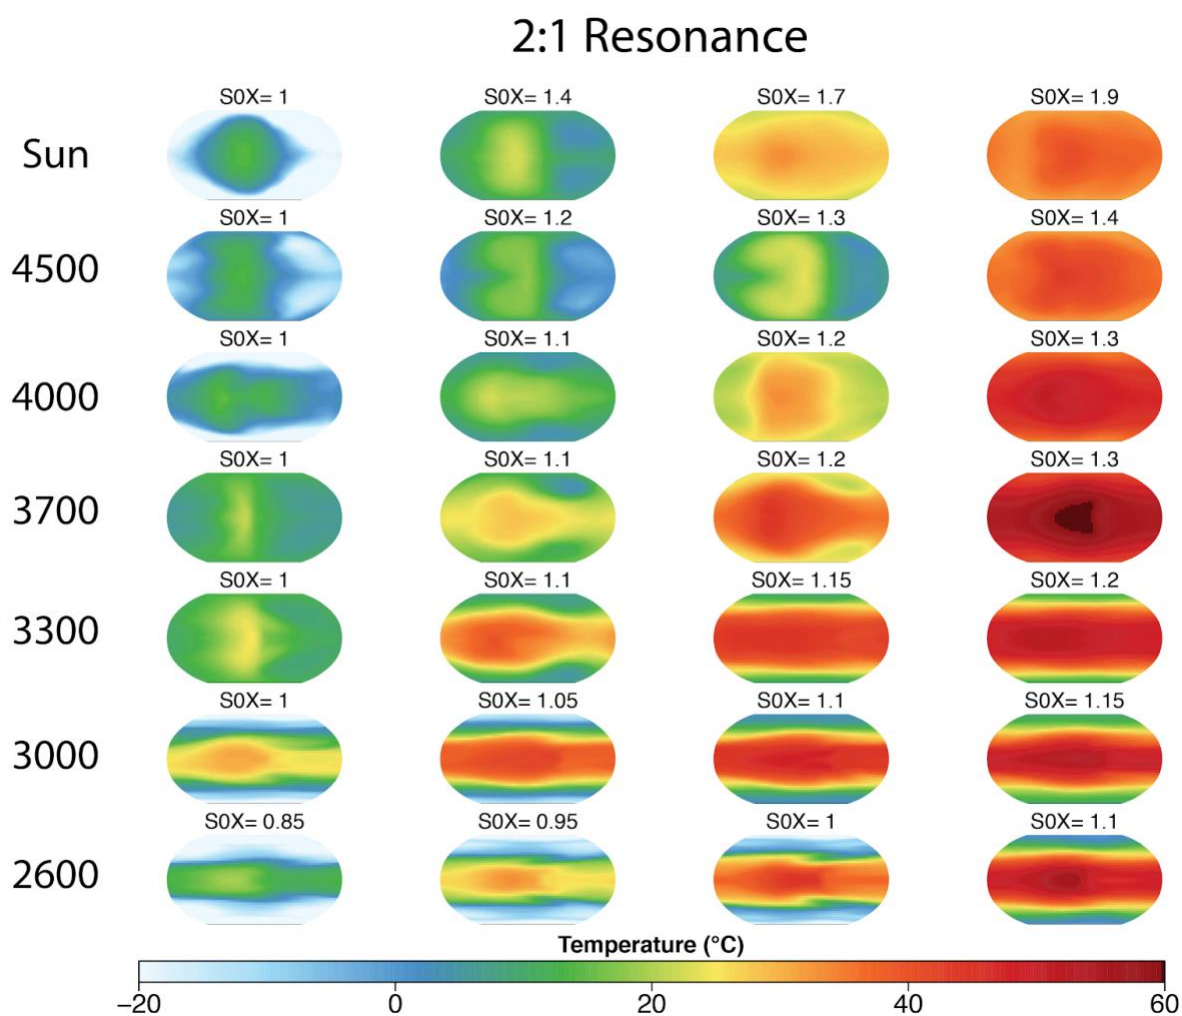 2:1 Resonance
S0X= 1 S0X= 1.4 S0X= 1.7 S0X= 1.9
Sun
S0X= 1 S0X= 1.2 S0X= 1.3 S0X= 1.4
4500
S0X= 1 S0X= 1.1 S0X= 1.2 S0X= 1.3
4000
S0X= 1 S0X= 1.1 S0X= 1.2 S0X= 1.3
3700
S0X= 1 S0X= 1.1 S0X= 1.15 S0X= 1.2
3300
S0X= 1 S0X= 1.05 S0X= 1.1 S0X= 1.15
3000
S0X= 0.85 S0X= 0.95 S0X= 1 S0X= 1.1
2600
Temperature (°C)
−20 0 20 40 60